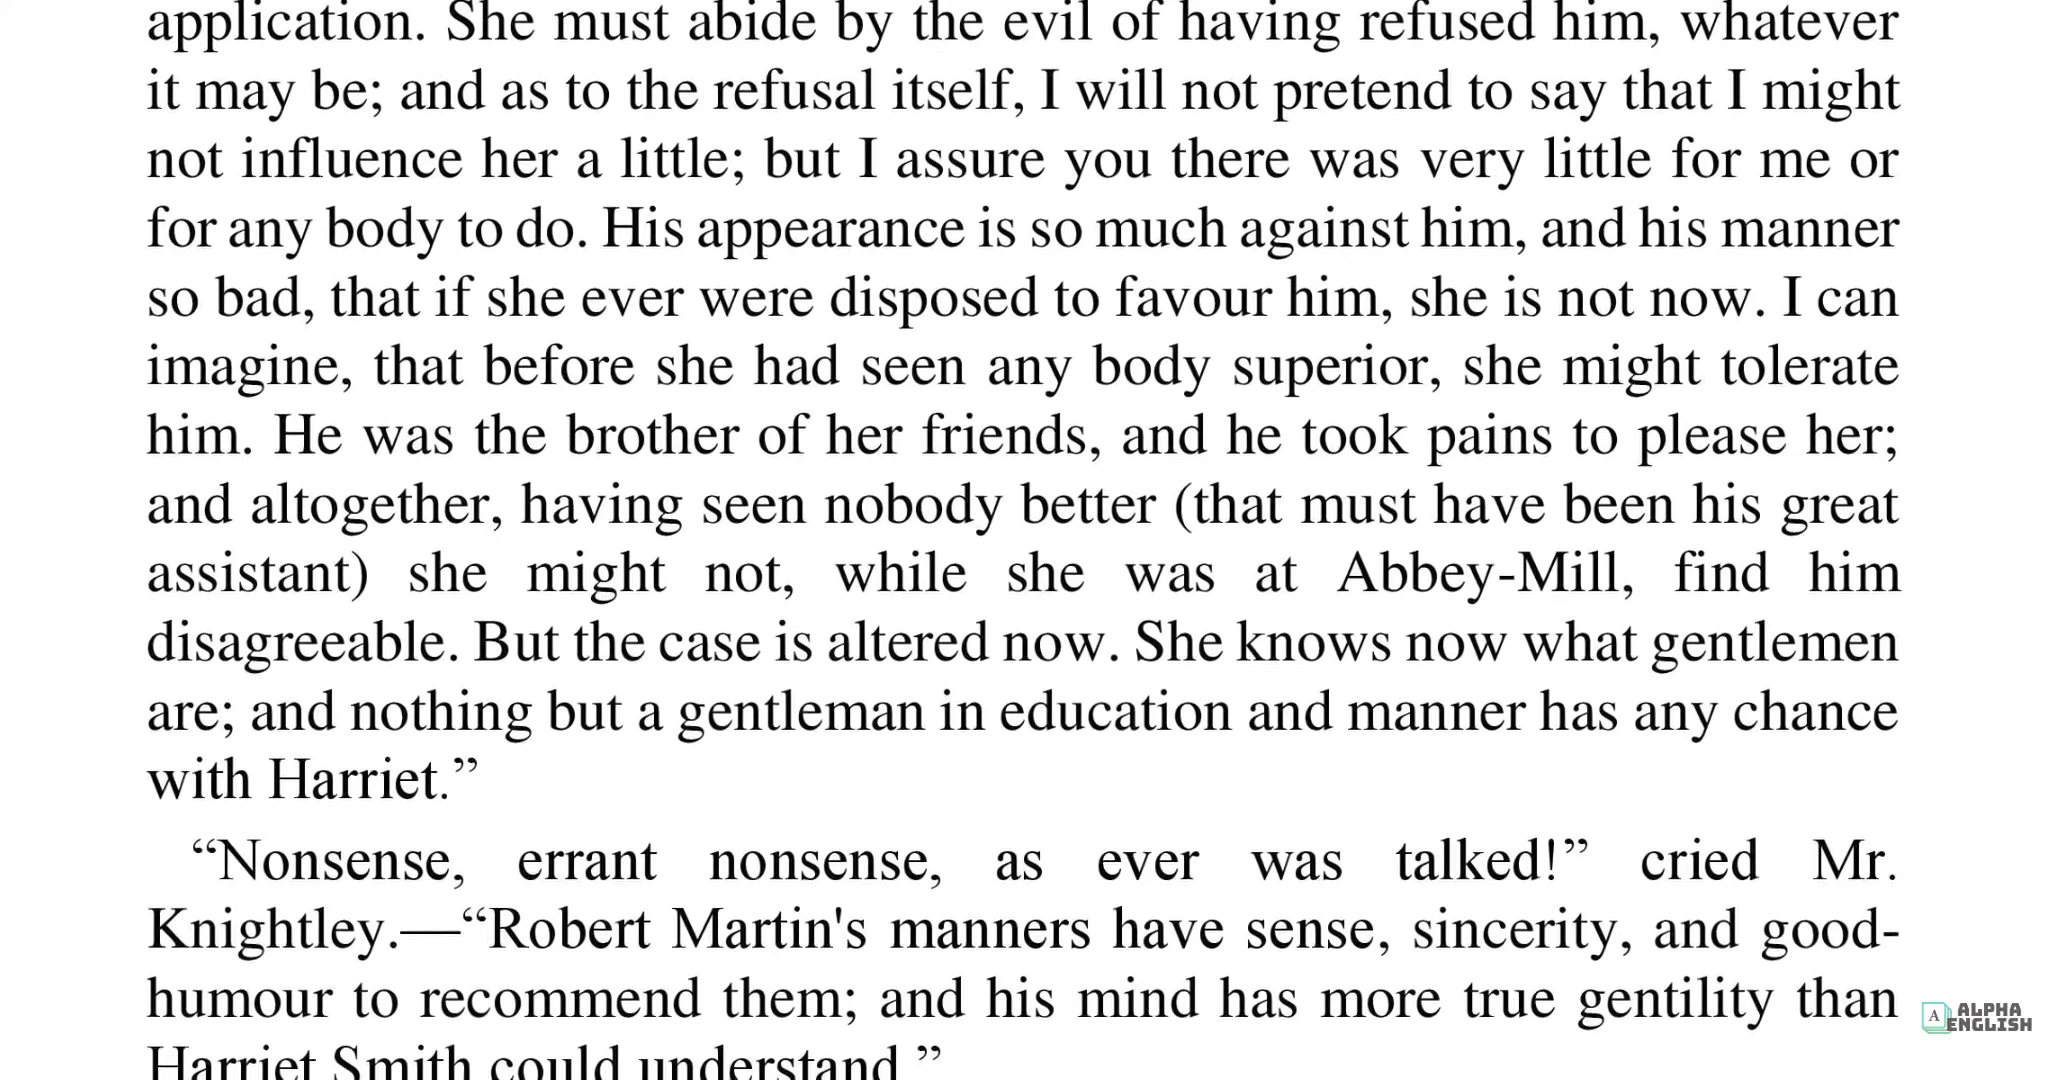 application. She must abide by the evil of having refused him, whatever
it may be; and as to the refusal itself, I will not pretend to say that I might
not influence her a little; but I assure you there was very little for me or
for any body to do. His appearance is so much against him, and his manner
so bad, that if she ever were disposed to favour him, she is not now. I can
imagine, that before she had seen any body superior, she might tolerate
him. He was the brother of her friends, and he took pains to please her;
and altogether, having seen nobody better (that must have been his great
assistant) she might not, while she was at Abbey-Mill, find him
disagreeable. But the case is altered now. She knows now what gentlemen
are; and nothing but a gentleman in education and manner has any chance
with Harriet.”
“Nonsense, errant nonsense, as ever was talked!” cried Mr.
Knightley.—“Robert Martin's manners have sense, sincerity, and good-
humour to recommend them; and his mind has more true gentility than
Harriet Smith could understand.”
A ALPHA
ENGLISH